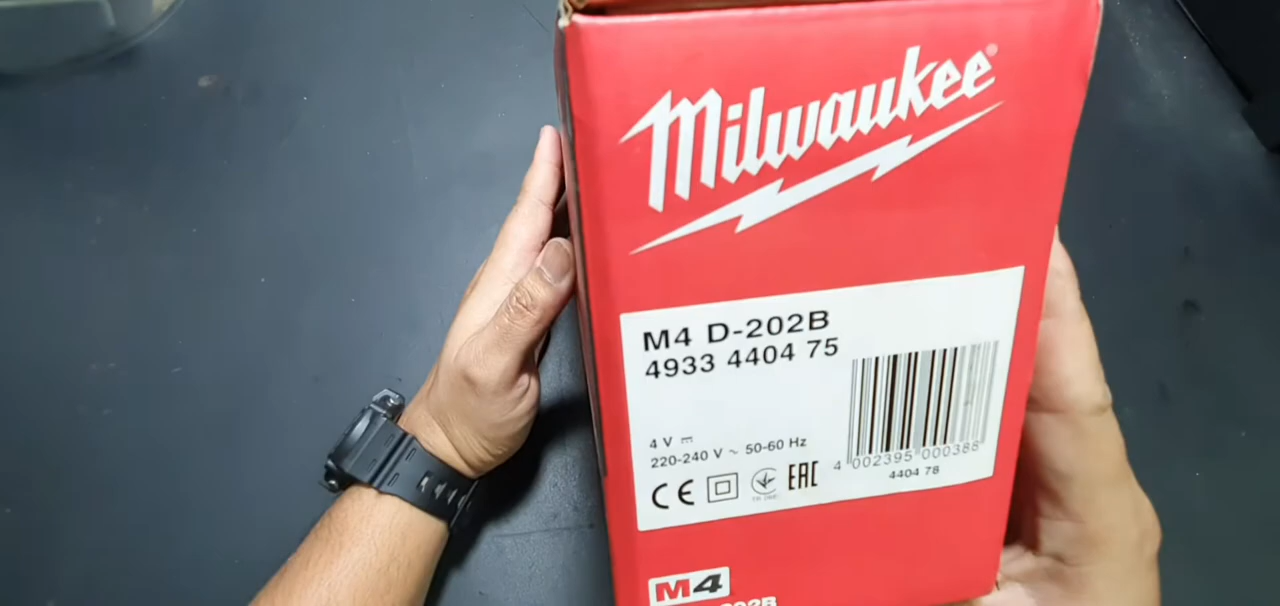 Milwaukee®
M4 D-202B
4933 4404 75
4 V
220-240 V ~ 50-60 Hz
CE
EAC
4 002395 000388
4404 78
M4